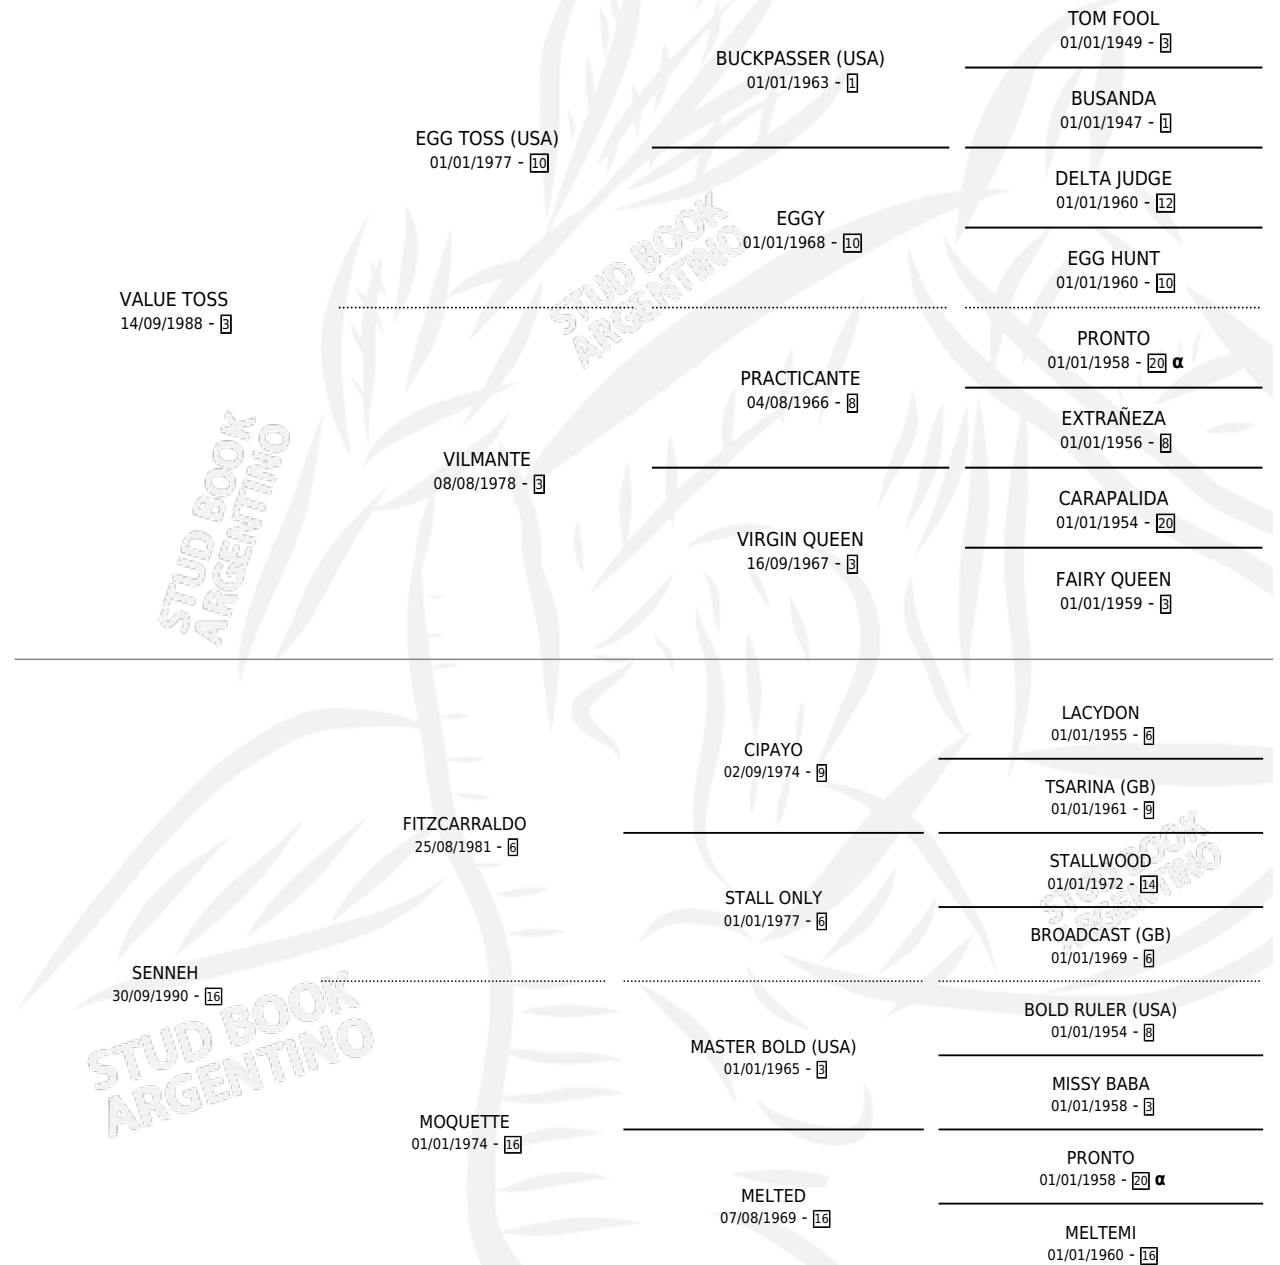 TOM FOOL
01/01/1949 - 3
BUCKPASSER (USA)
01/01/1963 - 1
BUSANDA
01/01/1947 - 1
EGG TOSS (USA)
01/01/1977 - 10
DELTA JUDGE
01/01/1960 - 12
EGGY
01/01/1968 - 10
EGG HUNT
01/01/1960 - 10
VALUE TOSS
14/09/1988 - 3
PRONTO
01/01/1958 - 20 α
PRACTICANTE
04/08/1966 - 8
EXTRAÑEZA
01/01/1956 - 8
VILMANTE
08/08/1978 - 3
CARAPALIDA
01/01/1954 - 20
VIRGIN QUEEN
16/09/1967 - 3
FAIRY QUEEN
01/01/1959 - 3
STUD BOOK
ARGENTINO
STUD BOOK
ARGENTINO
LACYDON
01/01/1955 - 6
CIPAYO
02/09/1974 - 9
TSARINA (GB)
01/01/1961 - 9
FITZCARRALDO
25/08/1981 - 6
STALLWOOD
01/01/1972 - 14
STALL ONLY
01/01/1977 - 6
BROADCAST (GB)
01/01/1969 - 6
SENNEH
30/09/1990 - 16
BOLD RULER (USA)
01/01/1954 - 8
MASTER BOLD (USA)
01/01/1965 - 3
MISSY BABA
01/01/1958 - 3
MOQUETTE
01/01/1974 - 16
PRONTO
01/01/1958 - 20 α
MELTED
07/08/1969 - 16
MELTEMI
01/01/1960 - 16
STUD BOOK
ARGENTINO
STUD BOOK
ARGENTINO